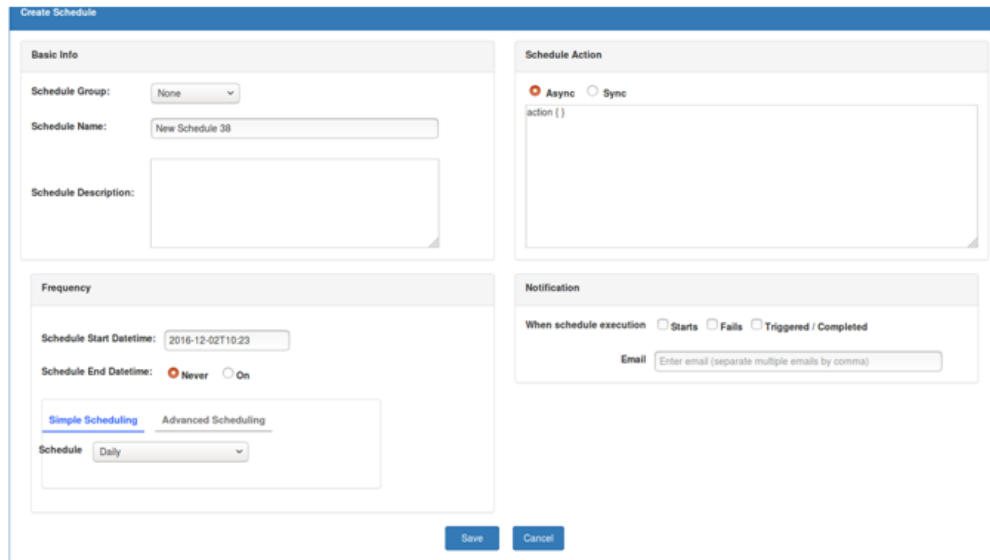 Create Schedule
Basic Info
Schedule Group:
None
Schedule Name:
New Schedule 38
Schedule Description:
Schedule Action
Async Sync
action { }
Frequency
Schedule Start Datetime:
2016-12-02T10:23
Schedule End Datetime:
Never On
Simple Scheduling Advanced Scheduling
Schedule
Daily
Notification
When schedule execution Starts Fails Triggered / Completed
Email
Enter email (separate multiple emails by comma)
Save Cancel